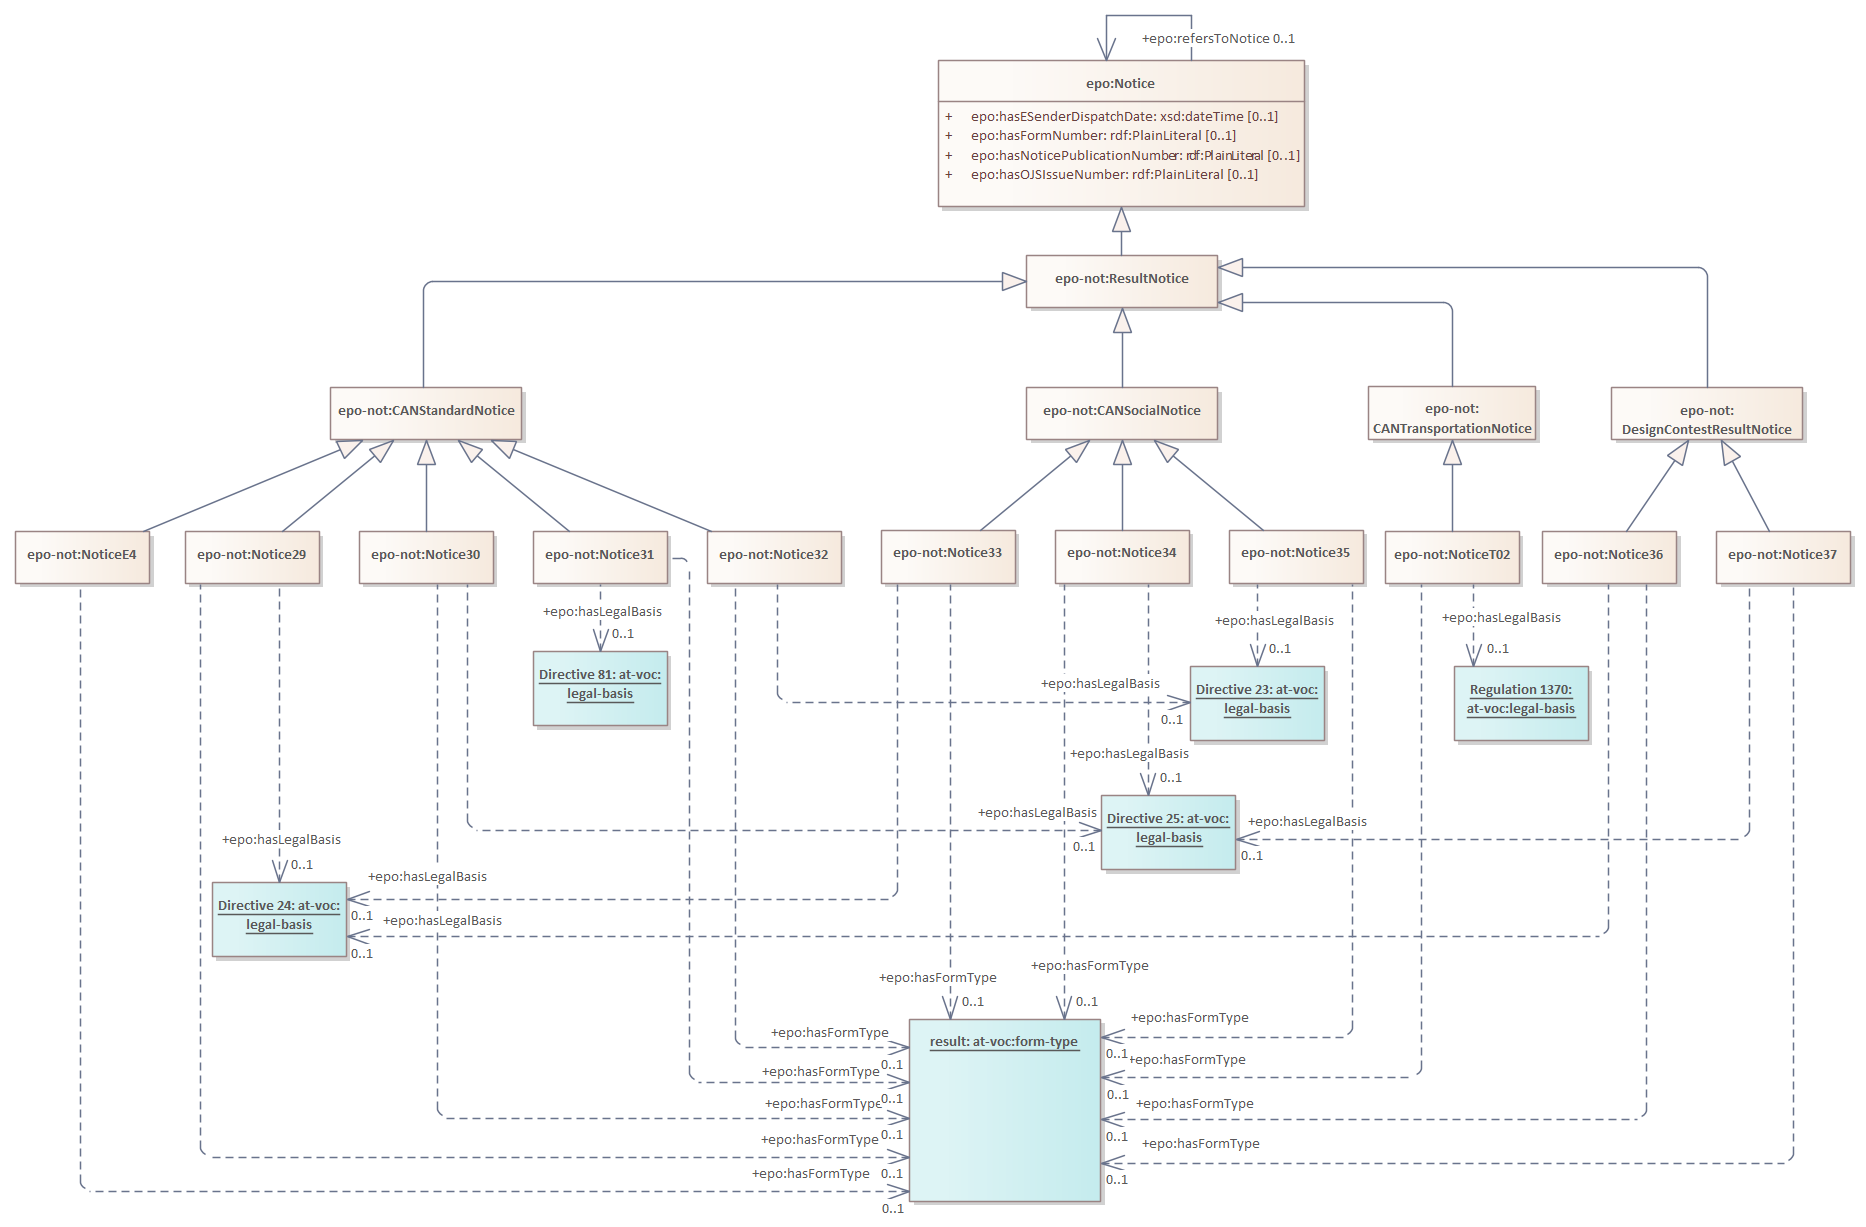 +epo:refersToNotice 0..1
epo:Notice
+ epo:hasESenderDispatchDate: xsd:dateTime [0..1]
+ epo:hasFormNumber: rdf:PlainLiteral [0..1]
+ epo:hasNoticePublicationNumber: rdf:PlainLiteral [0..1]
+ epo:hasOJSIssueNumber: rdf:PlainLiteral [0..1]
epo-not:ResultNotice
epo-not:CANStandardNotice
epo-not:CANSocialNotice
epo-not:
CANTransportationNotice
epo-not:
DesignContestResultNotice
epo-not:NoticeE4
epo-not:Notice29
epo-not:Notice30
epo-not:Notice31
epo-not:Notice32
epo-not:Notice33
epo-not:Notice34
epo-not:Notice35
epo-not:NoticeT02
epo-not:Notice36
epo-not:Notice37
+epo:hasLegalBasis
0..1
+epo:hasLegalBasis
0..1
+epo:hasLegalBasis
0..1
Directive 81: at-voc:
legal-basis
+epo:hasLegalBasis
0..1
Directive 23: at-voc:
legal-basis
Regulation 1370:
at-voc:legal-basis
+epo:hasLegalBasis
0..1
+epo:hasLegalBasis
0..1
Directive 25: at-voc:
legal-basis
+epo:hasLegalBasis
0..1
+epo:hasLegalBasis
0..1
+epo:hasLegalBasis
0..1
Directive 24: at-voc:
legal-basis
+epo:hasLegalBasis
0..1
+epo:hasFormType
0..1
+epo:hasFormType
0..1
result: at-voc:form-type
+epo:hasFormType
0..1
+epo:hasFormType
0..1
+epo:hasFormType
0..1
+epo:hasFormType
0..1
+epo:hasFormType
0..1
+epo:hasFormType
0..1
+epo:hasFormType
0..1
+epo:hasFormType
0..1
+epo:hasFormType
0..1